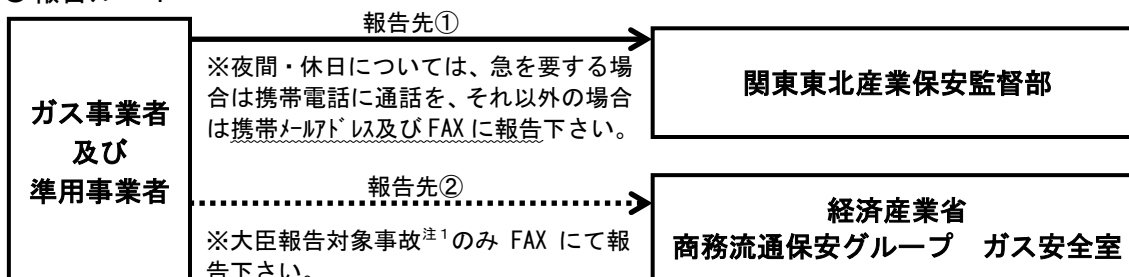 ガス事業者
及び
準用事業者
報告先①
※夜間・休日については、急を要する場
合は携帯電話に通話を、それ以外の場合
は携帯ﾒｰﾙｱﾄﾞﾚｽ及び FAX に報告下さい。
関東東北産業保安監督部
報告先②
※大臣報告対象事故注1のみ FAX にて報
告下さい。
経済産業省
商務流通保安グループ ガス安全室